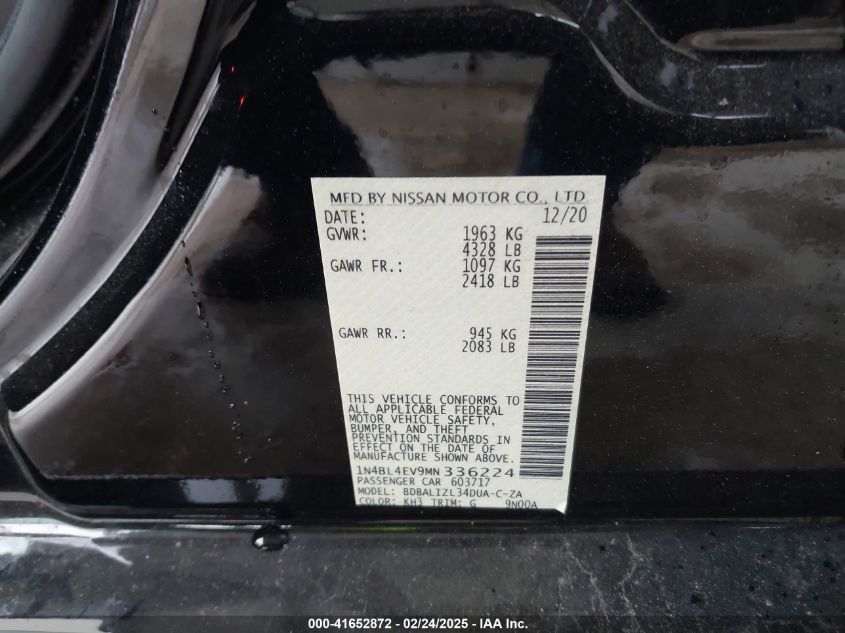 MFD BY NISSAN MOTOR CO., LTD.
DATE: 12/20
GVWR: 1963 KG
4328 LB
GAWR FR.: 1097 KG
2418 LB
GAWR RR.: 945 KG
2083 LB
THIS VEHICLE CONFORMS TO
ALL APPLICABLE FEDERAL
MOTOR VEHICLE SAFETY,
BUMPER, AND THEFT
PREVENTION STANDARDS IN
EFFECT ON THE DATE OF
MANUFACTURE SHOWN ABOVE.
1N4BL4EV9MN336224
PASSENGER CAR 603717
MODEL: BDBALIZL34DUA-C-ZA
COLOR: KH3 TRIM: G 9N00A
000-41652872 / 02/24/2025 / Copyright © IAA, Inc.